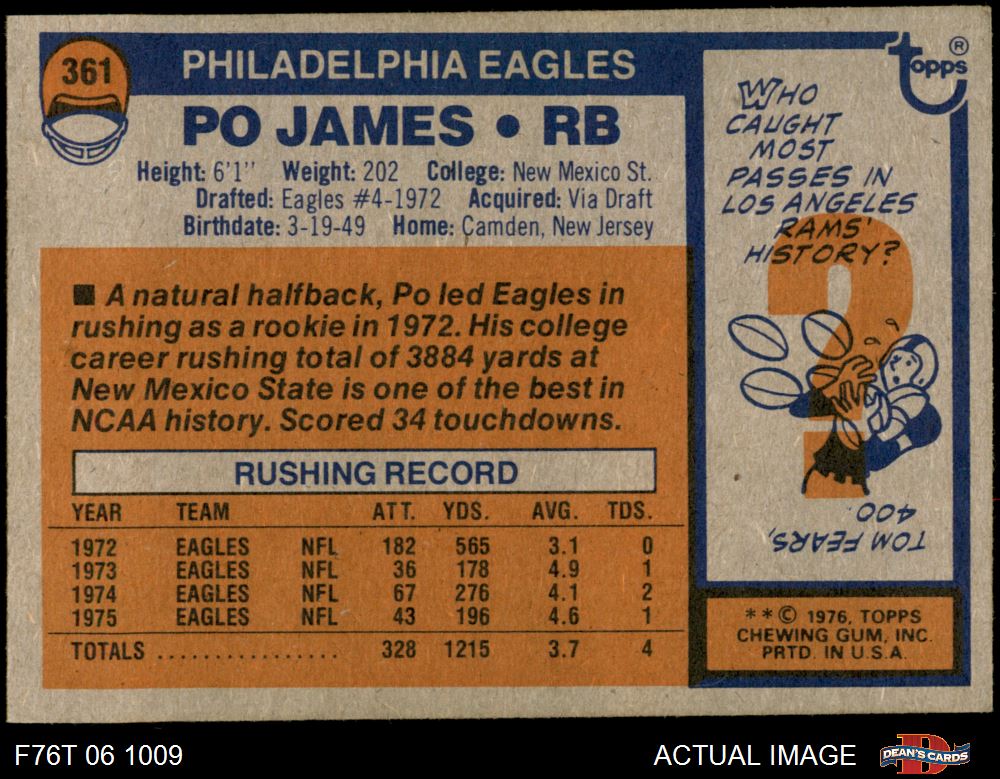 361
PHILADELPHIA EAGLES
PO JAMES • RB
Height: 6'1" Weight: 202 College: New Mexico St.
Drafted: Eagles #4-1972 Acquired: Via Draft
Birthdate: 3-19-49 Home: Camden, New Jersey
■ A natural halfback, Po led Eagles in
rushing as a rookie in 1972. His college
career rushing total of 3884 yards at
New Mexico State is one of the best in
NCAA history. Scored 34 touchdowns.
RUSHING RECORD
YEAR TEAM ATT. YDS. AVG. TDS.
1972 EAGLES NFL 182 565 3.1 0
1973 EAGLES NFL 36 178 4.9 1
1974 EAGLES NFL 67 276 4.1 2
1975 EAGLES NFL 43 196 4.6 1
TOTALS ................. 328 1215 3.7 4
topps ®
WHO
CAUGHT
MOST
PASSES IN
LOS ANGELES
RAMS'
HISTORY?
?
TOM FEARS,
400
**© 1976, TOPPS
CHEWING GUM, INC.
PRTD. IN U.S.A.
F76T 06 1009
ACTUAL IMAGE
D
DEAN'S CARDS